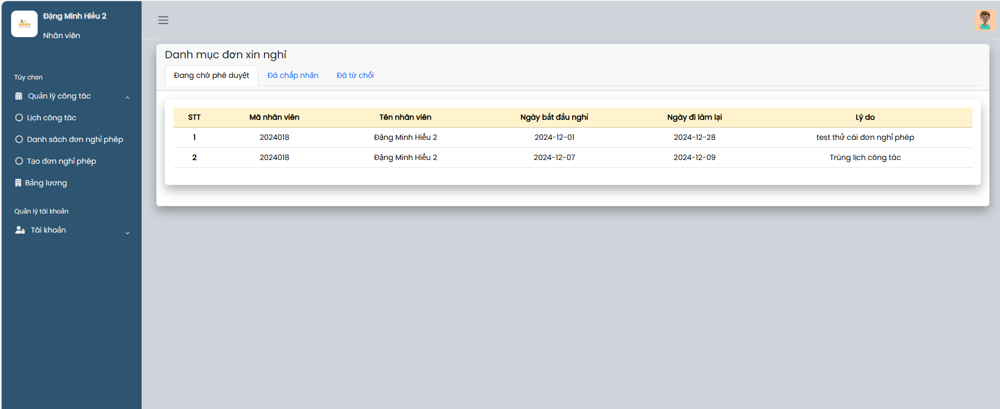 Đặng Minh Hiếu 2
Nhân viên
Tùy chọn
Quản lý công tác
Lịch công tác
Danh sách đơn nghỉ phép
Tạo đơn nghỉ phép
Bảng lương
Quản lý tài khoản
Tài khoản
Danh mục đơn xin nghỉ
Đang chờ phê duyệt Đã chấp nhận Đã từ chối
STT Mã nhân viên Tên nhân viên Ngày bắt đầu nghỉ Ngày đi làm lại Lý do
1 2024018 Đặng Minh Hiếu 2 2024-12-01 2024-12-28 test thử cái đơn nghỉ phép
2 2024018 Đặng Minh Hiếu 2 2024-12-07 2024-12-09 Trùng lịch công tác